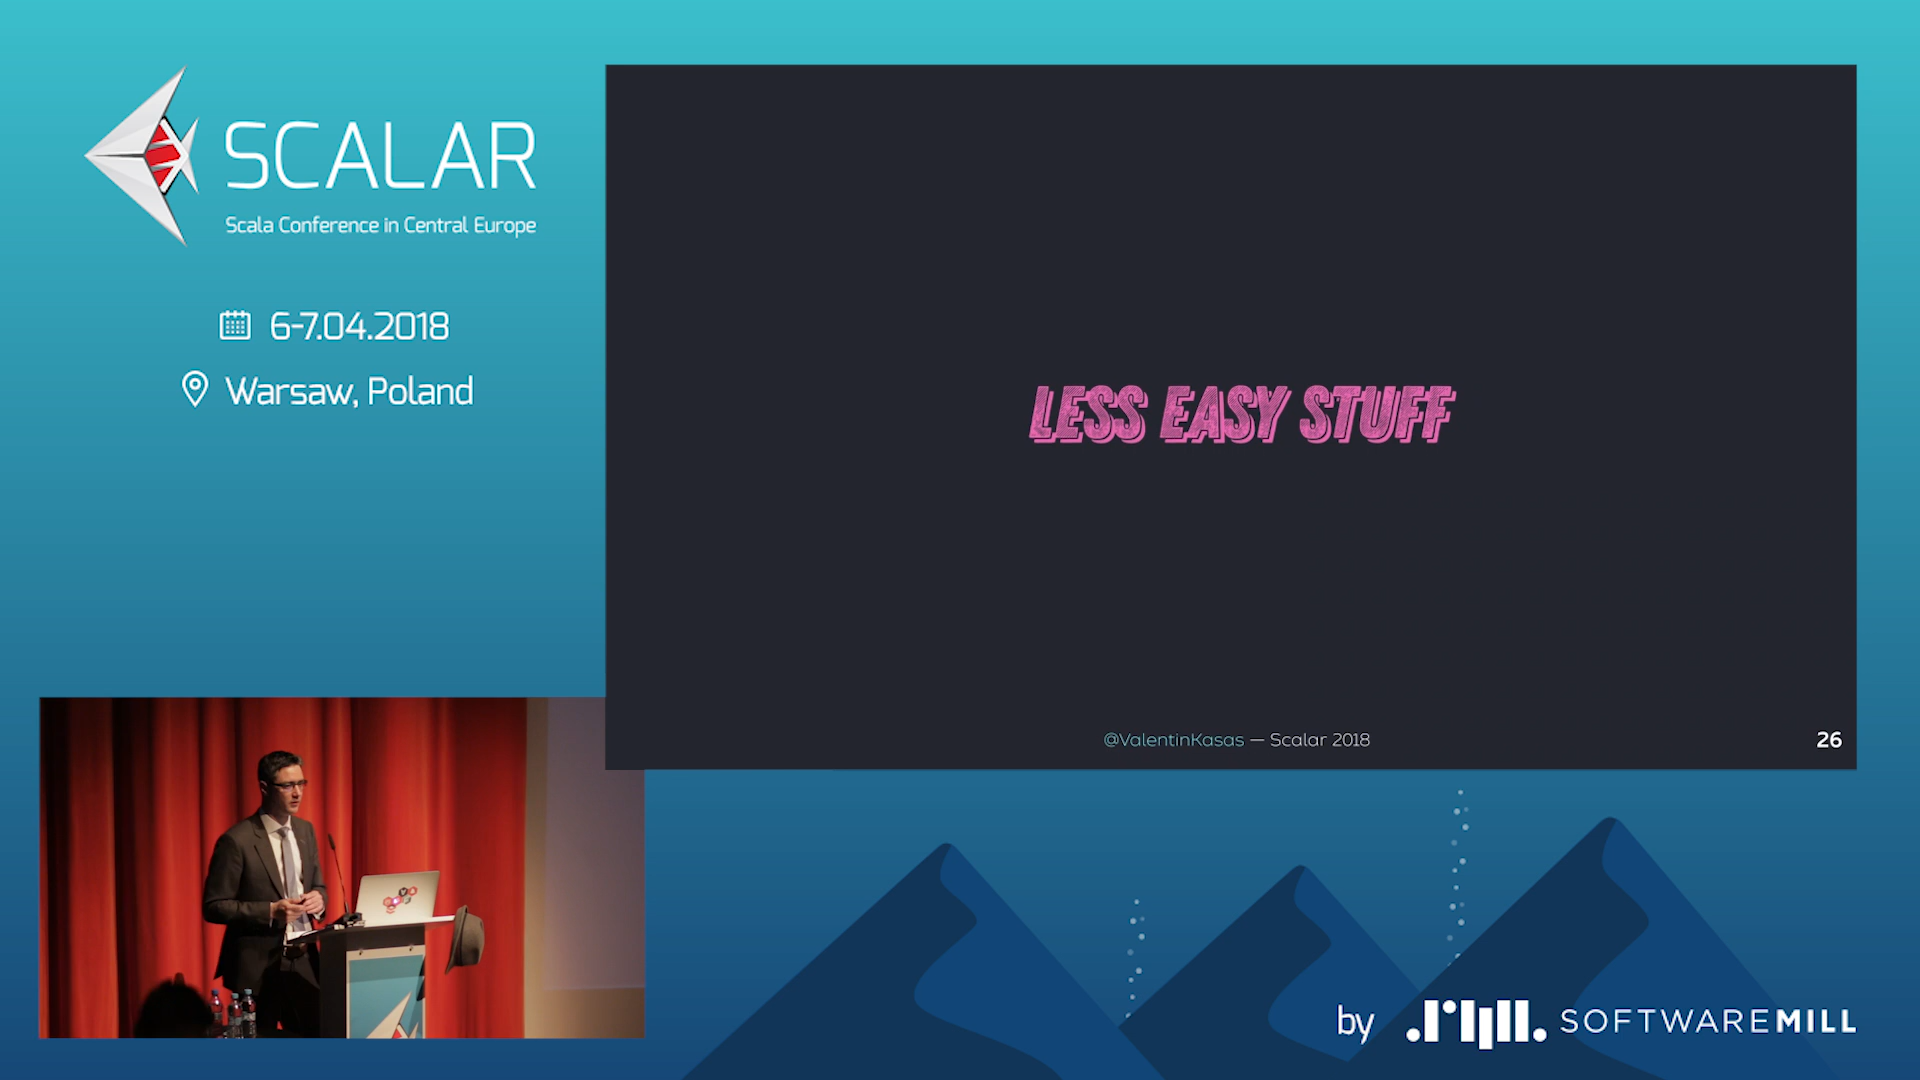 SCALAR
Scala Conference in Central Europe
6-7.04.2018
Warsaw, Poland
LESS EASY STUFF
@ValentinKasas — Scalar 2018
26
by SOFTWAREMILL